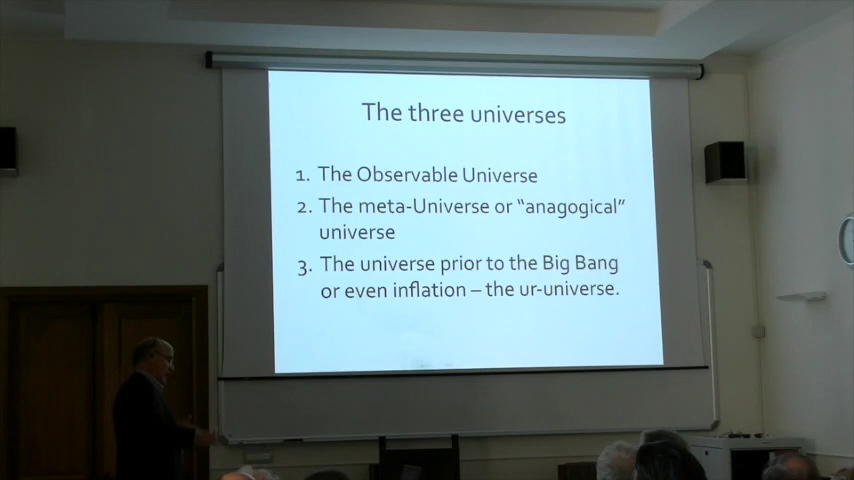 The three universes
1. The Observable Universe
2. The meta-Universe or “anagogical”
universe
3. The universe prior to the Big Bang
or even inflation – the ur-universe.